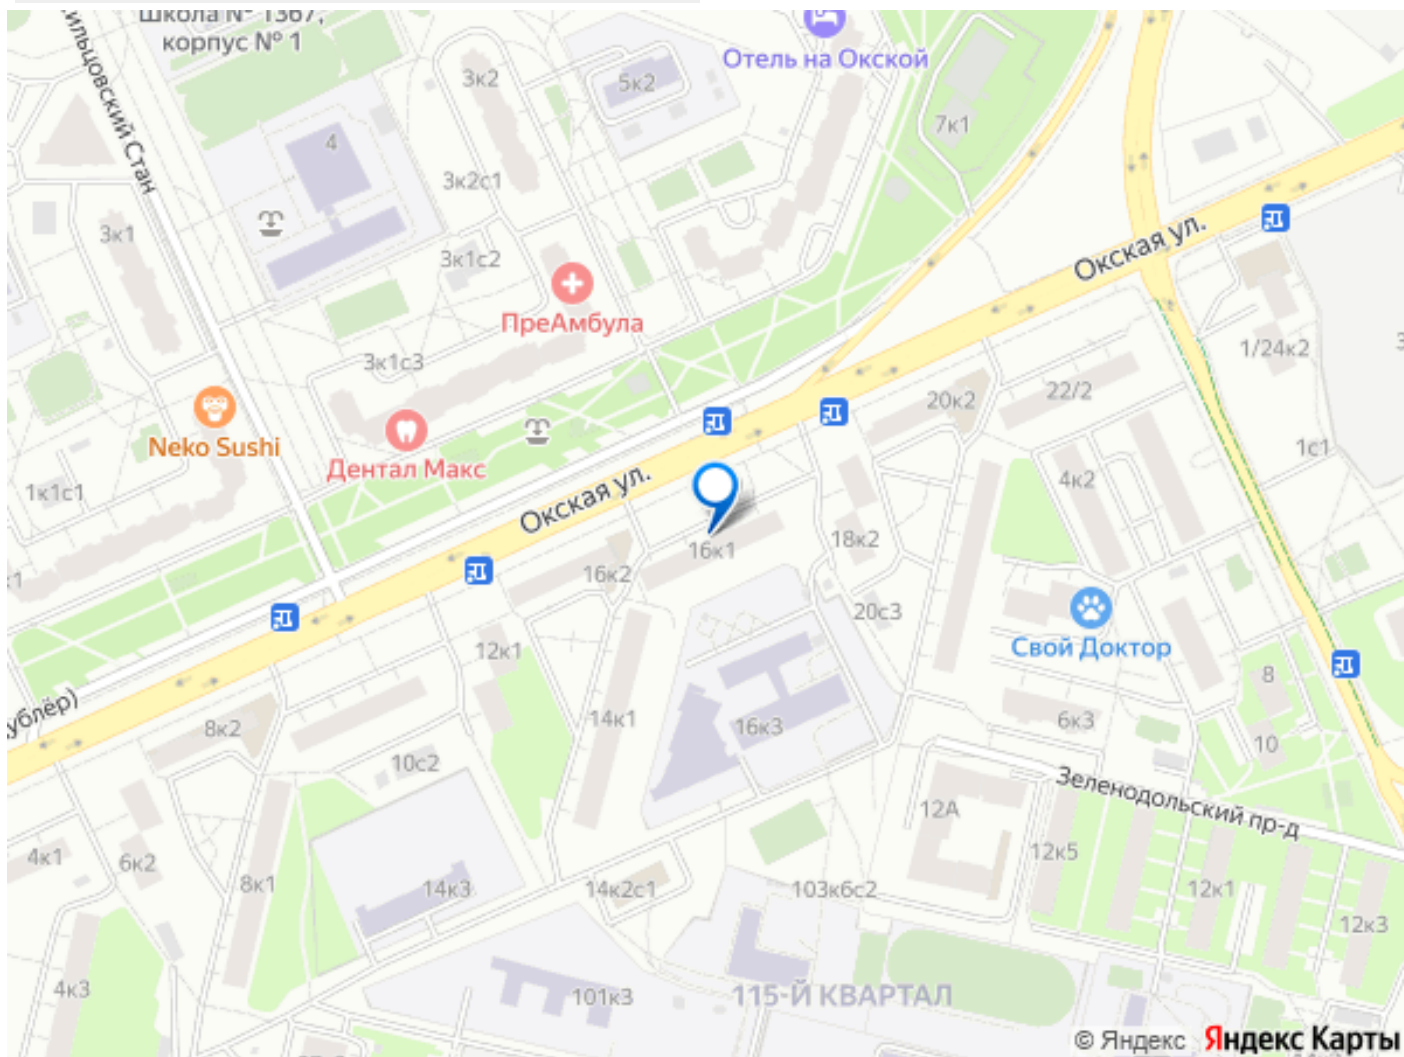 Школа № 1367,
корпус № 1
Отель на Окской
3к2
5к2
7к1
4
3к2с1
3к1
3к1с2
Окская ул.
ПреАмбула
3к1с3
1/24к2
22/2
20к2
Neko Sushi
Дентал Макс
1с1
4к2
1к1с1
Окская ул.
18к2
16к1
16к2
20с3
Свой Доктор
12к1
8
14к1
16к3
6к3
8к2
10
10с2
Зеленодольский пр-д
12А
4к1
6к2
12к5
8к1
14к3
14к2с1
103к6с2
12к1
12к3
4к3
101к3
115-Й КВАРТАЛ
© Яндекс Яндекс Карты